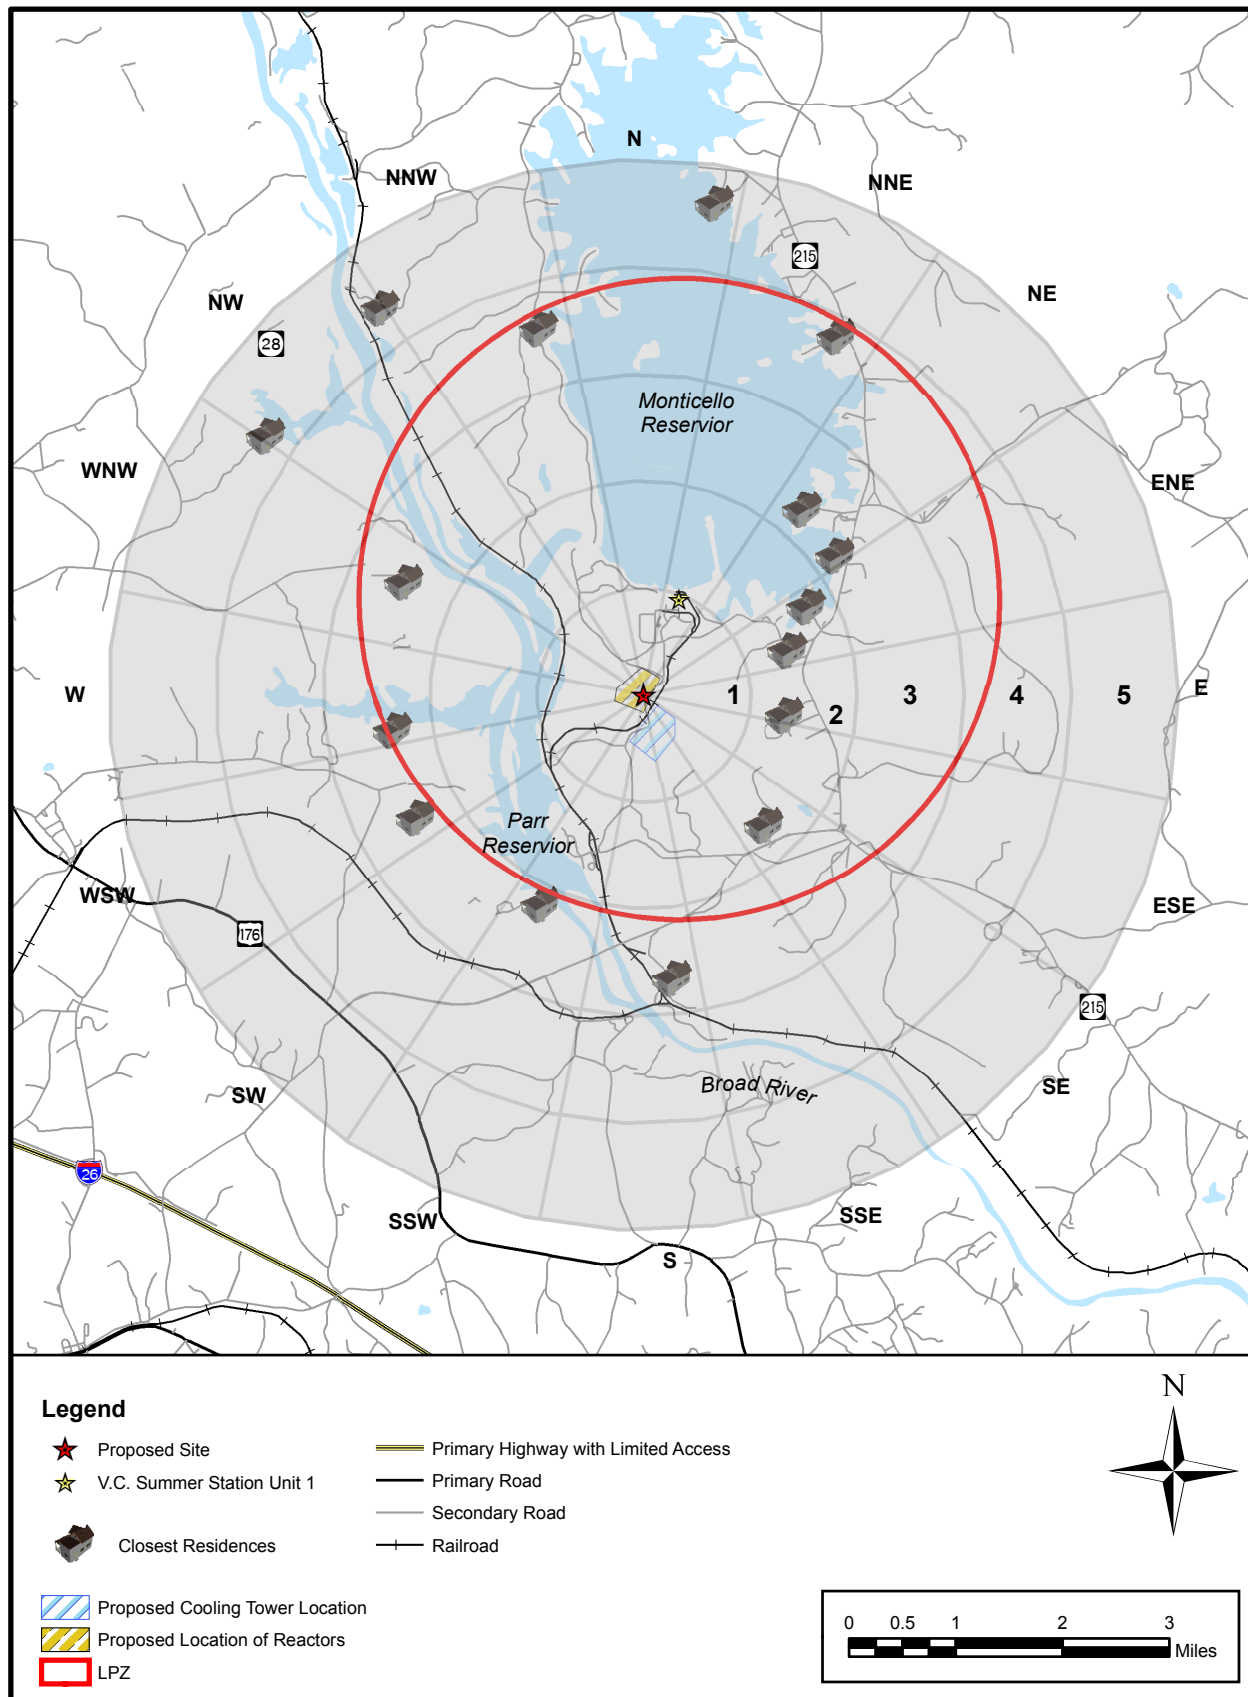 N
NNW
NNE
215
NW
NE
28
Monticello
Reservior
WNW
ENE
W
1
2
3
4
5
E
Parr
Reservior
WSW
ESE
176
215
Broad River
SW
SE
26
SSW
SSE
S
Legend
N
Proposed Site
V.C. Summer Station Unit 1
Closest Residences
Primary Highway with Limited Access
Primary Road
Secondary Road
Railroad
Proposed Cooling Tower Location
Proposed Location of Reactors
LPZ
0 0.5 1 2 3
Miles